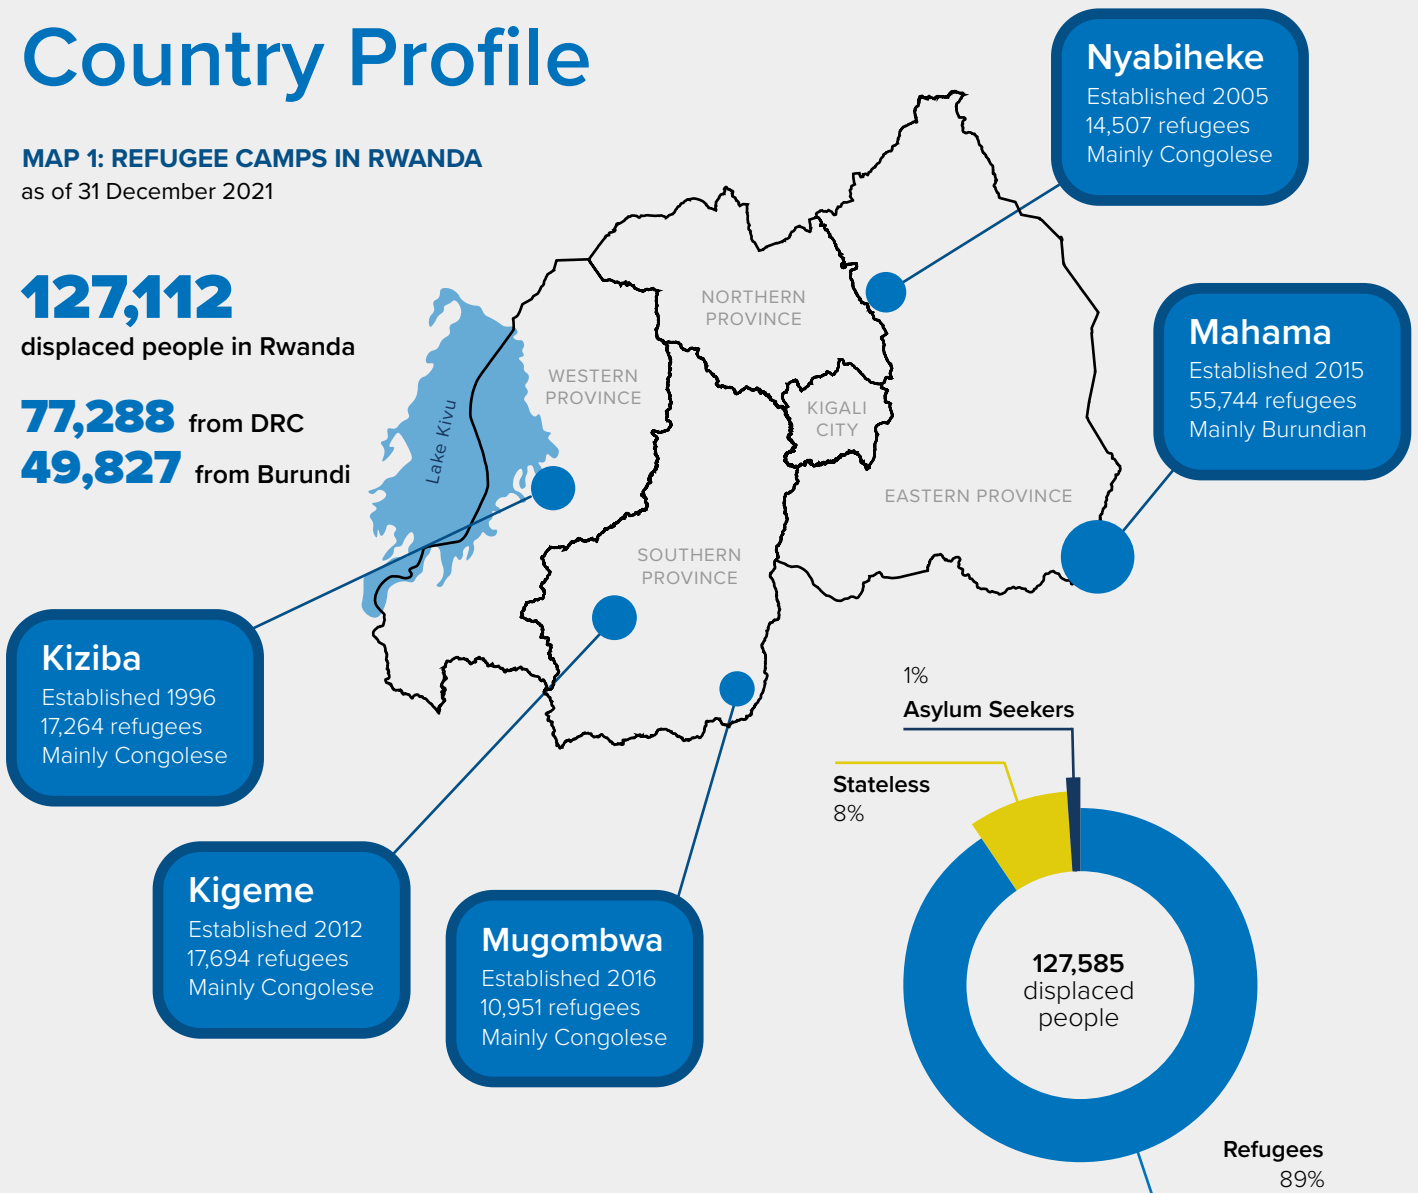 Country Profile
MAP 1: REFUGEE CAMPS IN RWANDA
as of 31 December 2021
127,112
displaced people in Rwanda
77,288 from DRC
49,827 from Burundi
Nyabiheke
Established 2005
14,507 refugees
Mainly Congolese
Mahama
Established 2015
55,744 refugees
Mainly Burundian
NORTHERN
PROVINCE
WESTERN
PROVINCE
KIGALI
CITY
Lake Kivu
EASTERN PROVINCE
SOUTHERN
PROVINCE
Kiziba
Established 1996
17,264 refugees
Mainly Congolese
Kigeme
Established 2012
17,694 refugees
Mainly Congolese
Mugombwa
Established 2016
10,951 refugees
Mainly Congolese
1%
Asylum Seekers
Stateless
8%
127,585
displaced
people
Refugees
89%